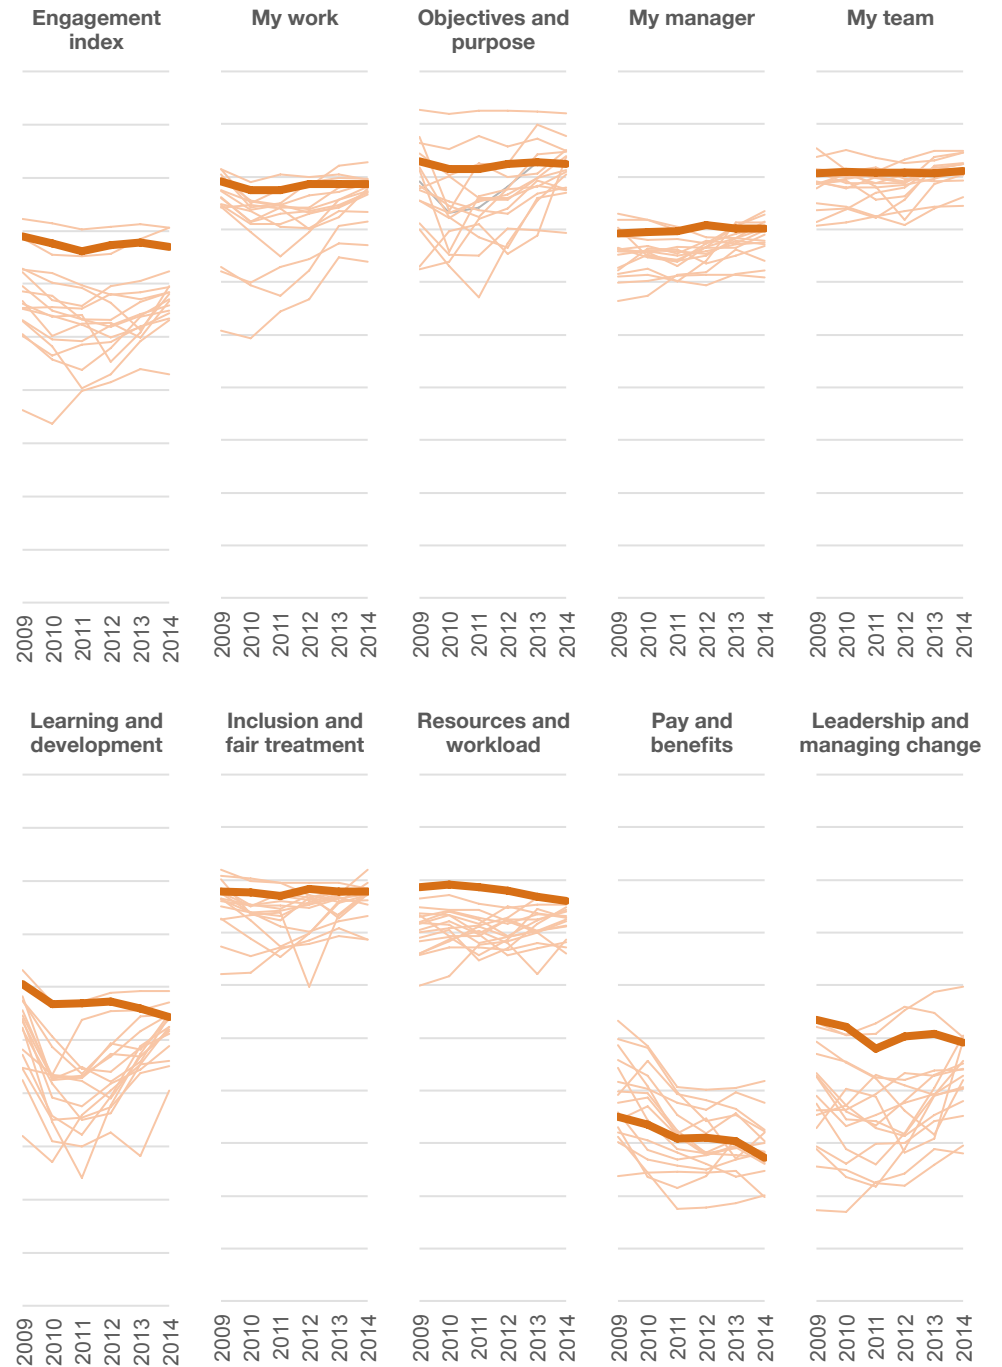 Engagement
index
My work
Objectives and
purpose
My manager
My team
2009 2010 2011 2012 2013 2014
2009 2010 2011 2012 2013 2014
2009 2010 2011 2012 2013 2014
2009 2010 2011 2012 2013 2014
2009 2010 2011 2012 2013 2014
Learning and
development
Inclusion and
fair treatment
Resources and
workload
Pay and
benefits
Leadership and
managing change
2009 2010 2011 2012 2013 2014
2009 2010 2011 2012 2013 2014
2009 2010 2011 2012 2013 2014
2009 2010 2011 2012 2013 2014
2009 2010 2011 2012 2013 2014